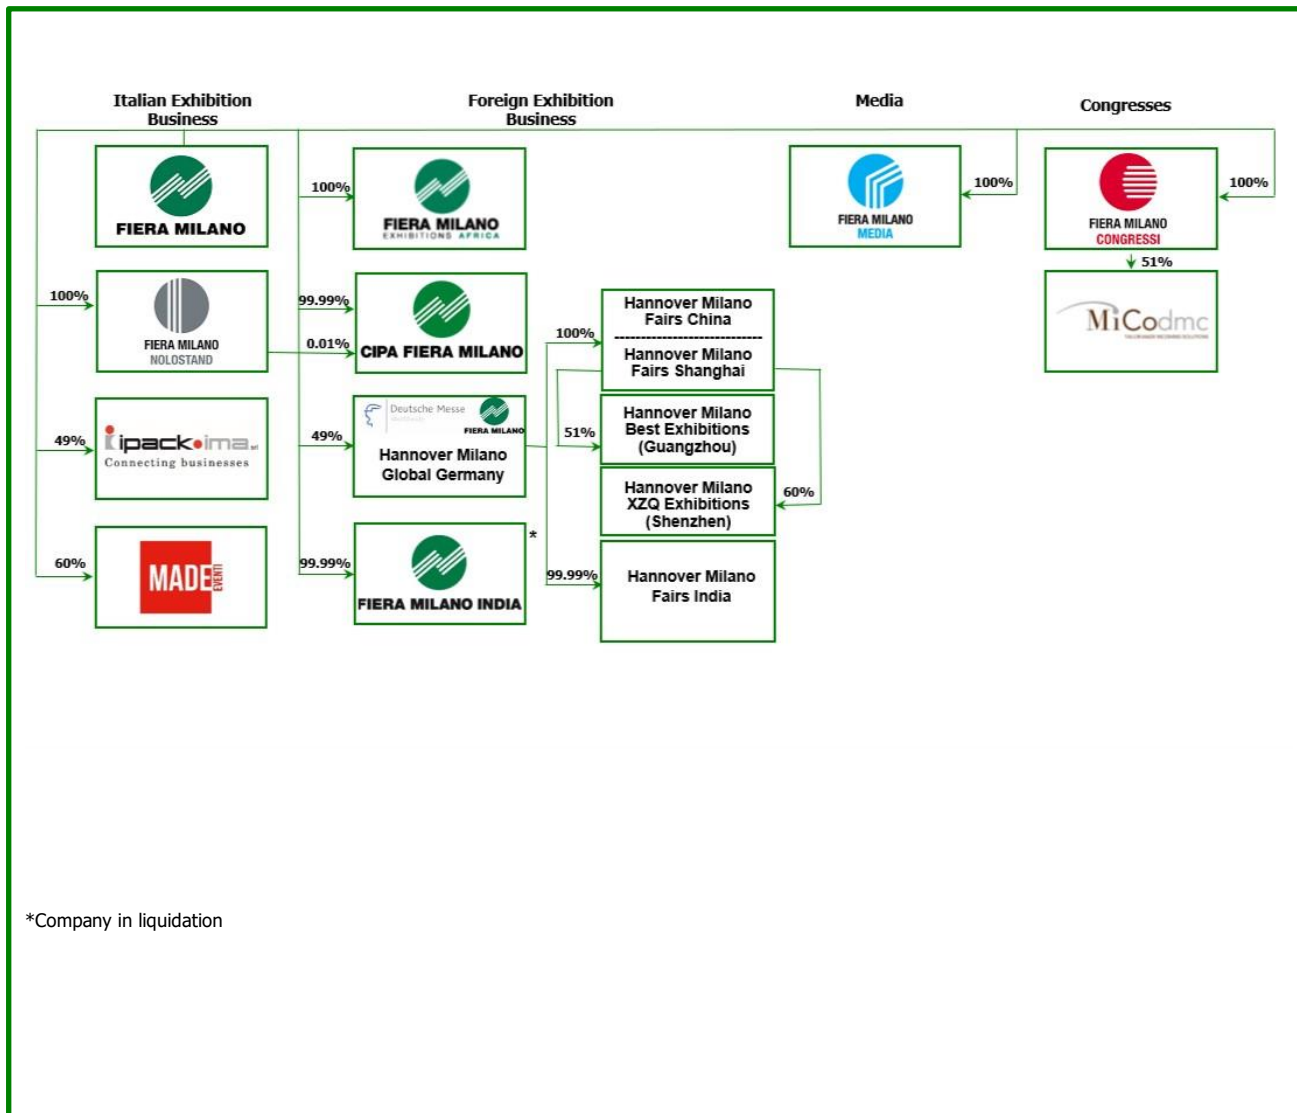 Italian Exhibition
Business
Foreign Exhibition
Business
Media
Congresses
FIERA MILANO
100%
FIERA MILANO
NOLOSTAND
49%
ipack•ima srl
Connecting businesses
60%
MADE
EVENTI
100%
FIERA MILANO
EXHIBITIONS AFRICA
99.99%
0.01%
CIPA FIERA MILANO
49%
Deutsche Messe
FIERA MILANO
Hannover Milano
Global Germany
99.99%
FIERA MILANO INDIA
*
100%
Hannover Milano
Fairs China
Hannover Milano
Fairs Shanghai
51%
Hannover Milano
Best Exhibitions
(Guangzhou)
Hannover Milano
XZQ Exhibitions
(Shenzhen)
60%
99.99%
Hannover Milano
Fairs India
FIERA MILANO
MEDIA
100%
FIERA MILANO
CONGRESSI
100%
51%
MiCodmc
*Company in liquidation